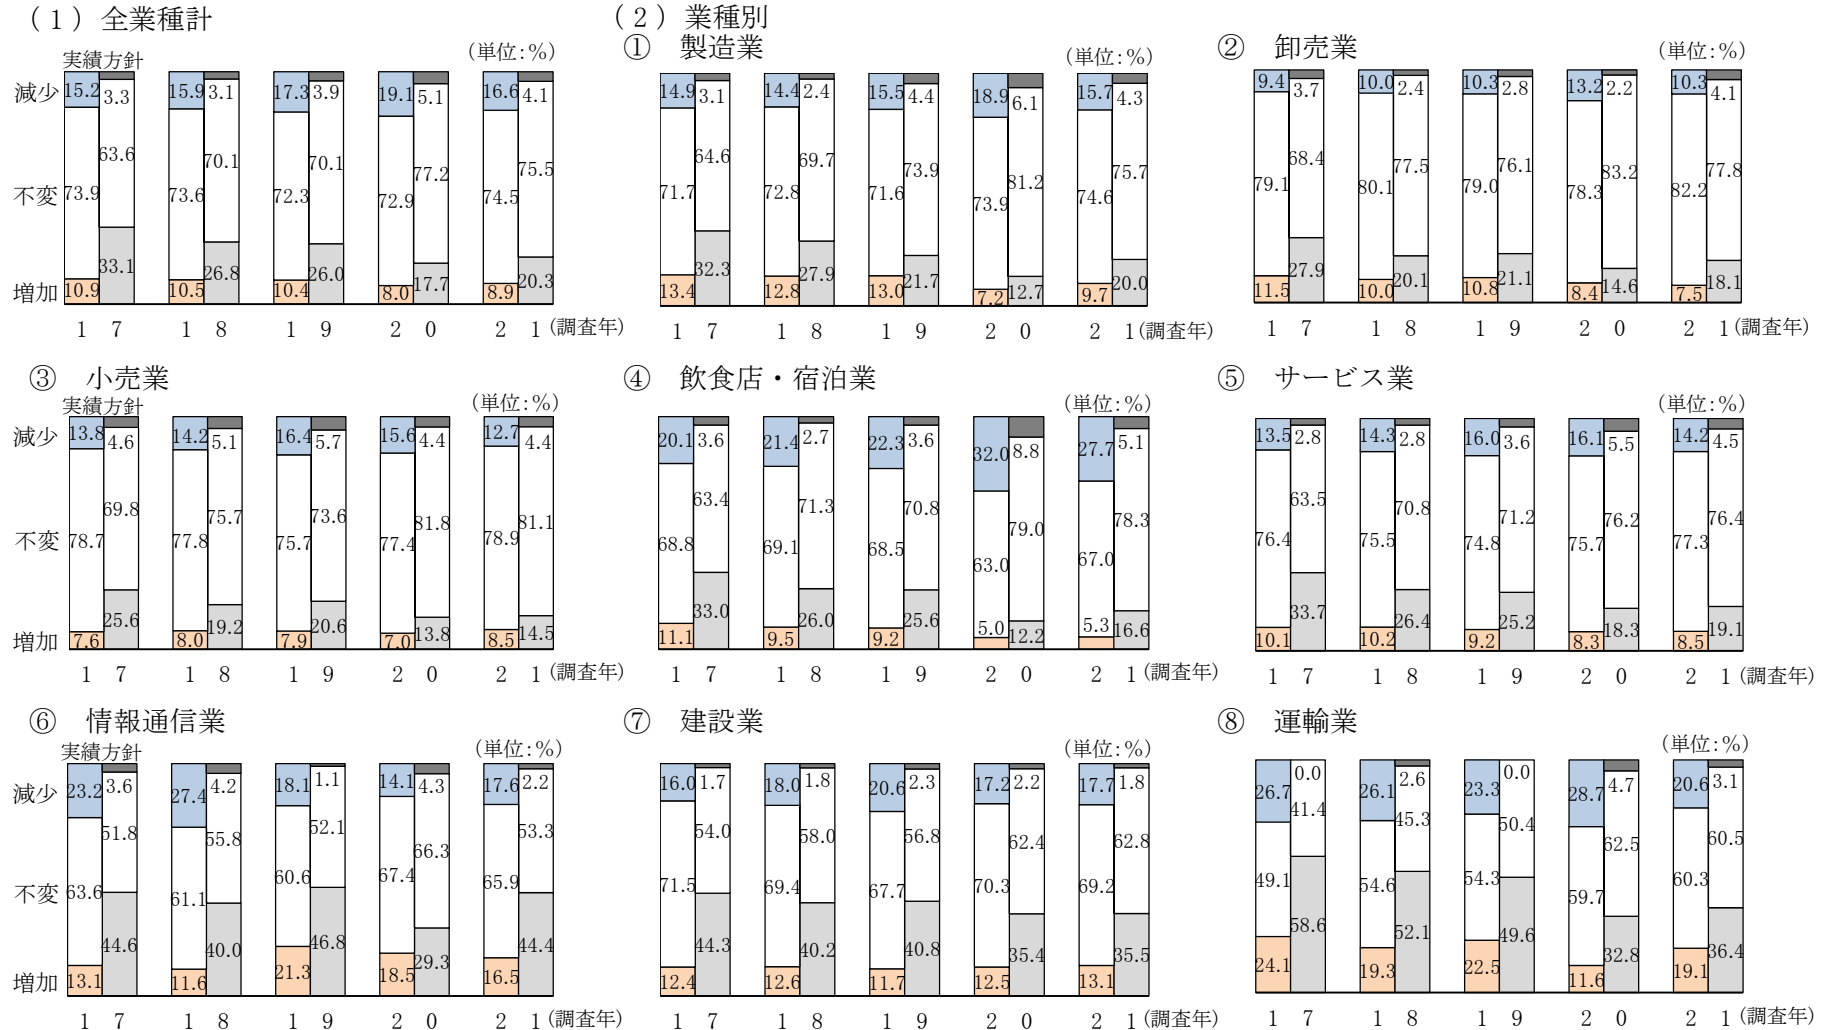 (1) 全業種計
(2) 業種別
① 製造業
② 卸売業
実績方針
(単位:%)
(単位:%)
(単位:%)
減少 15.2 3.3 15.9 3.1 17.3 3.9 19.1 5.1 16.6 4.1
不変 73.9 63.6 73.6 70.1 72.3 70.1 72.9 77.2 74.5 75.5
増加 10.9 33.1 10.5 26.8 10.4 26.0 8.0 17.7 8.9 20.3
17 18 19 20 21 (調査年)
14.9 3.1 14.4 2.4 15.5 4.4 18.9 6.1 15.7 4.3
71.7 64.6 72.8 69.7 71.6 73.9 73.9 81.2 74.6 75.7
13.4 32.3 12.8 27.9 13.0 21.7 7.2 12.7 9.7 20.0
17 18 19 20 21 (調査年)
9.4 3.7 10.0 2.4 10.3 2.8 13.2 2.2 10.3 4.1
79.1 68.4 80.1 77.5 79.0 76.1 78.3 83.2 82.2 77.8
11.5 27.9 10.0 20.1 10.8 21.1 8.4 14.6 7.5 18.1
17 18 19 20 21 (調査年)
③ 小売業
④ 飲食店・宿泊業
⑤ サービス業
実績方針
(単位:%)
(単位:%)
(単位:%)
減少 13.8 4.6 14.2 5.1 16.4 5.7 15.6 4.4 12.7 4.4
不変 78.7 69.8 77.8 75.7 75.7 73.6 77.4 81.8 78.9 81.1
増加 7.6 25.6 8.0 19.2 7.9 20.6 7.0 13.8 8.5 14.5
17 18 19 20 21 (調査年)
20.1 3.6 21.4 2.7 22.3 3.6 32.0 8.8 27.7 5.1
68.8 63.4 69.1 71.3 68.5 70.8 63.0 79.0 67.0 78.3
11.1 33.0 9.5 26.0 9.2 25.6 5.0 12.2 5.3 16.6
17 18 19 20 21 (調査年)
13.5 2.8 14.3 2.8 16.0 3.6 16.1 5.5 14.2 4.5
76.4 63.5 75.5 70.8 74.8 71.2 75.7 76.2 77.3 76.4
10.1 33.7 10.2 26.4 9.2 25.2 8.3 18.3 8.5 19.1
17 18 19 20 21 (調査年)
⑥ 情報通信業
⑦ 建設業
⑧ 運輸業
実績方針
(単位:%)
(単位:%)
(単位:%)
減少 23.2 3.6 27.4 4.2 18.1 1.1 14.1 4.3 17.6 2.2
不変 63.6 51.8 61.1 55.8 60.6 52.1 67.4 66.3 65.9 53.3
増加 13.1 44.6 11.6 40.0 21.3 46.8 18.5 29.3 16.5 44.4
17 18 19 20 21 (調査年)
16.0 1.7 18.0 1.8 20.6 2.3 17.2 2.2 17.7 1.8
71.5 54.0 69.4 58.0 67.7 56.8 70.3 62.4 69.2 62.8
12.4 44.3 12.6 40.2 11.7 40.8 12.5 35.4 13.1 35.5
17 18 19 20 21 (調査年)
26.7 0.0 26.1 2.6 23.3 0.0 28.7 4.7 20.6 3.1
49.1 41.4 54.6 45.3 54.3 50.4 59.7 62.5 60.3 60.5
24.1 58.6 19.3 52.1 22.5 49.6 11.6 32.8 19.1 36.4
17 18 19 20 21 (調査年)